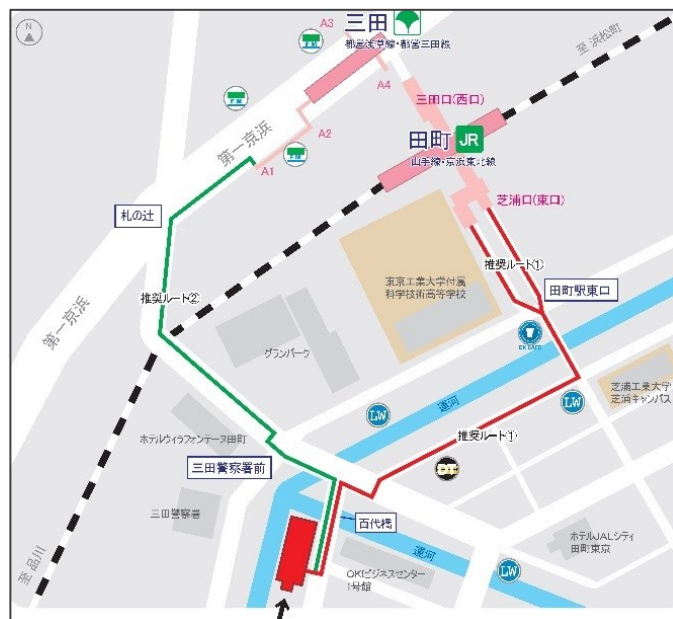 N
A3
三田
都営浅草線・都営三田線
至 浜松町
A4
三田口(西口)
A2
田町 JR
山手線・京浜東北線
第一京浜
A1
芝浦口(東口)
札の辻
推奨ルート①
東京工業大学付属
科学技術高等学校
田町駅東口
推奨ルート②
第一京浜
グランパーク
運河
芝浦工業大学
芝浦キャンパス
LW
LW
推奨ルート①
ホテルヴィラフォンテーヌ田町
三田警察署前
三田警察署
百代橋
ホテルJALシティ
田町東京
運河
至 品川
OKIビジネスセンター
1号館
LW